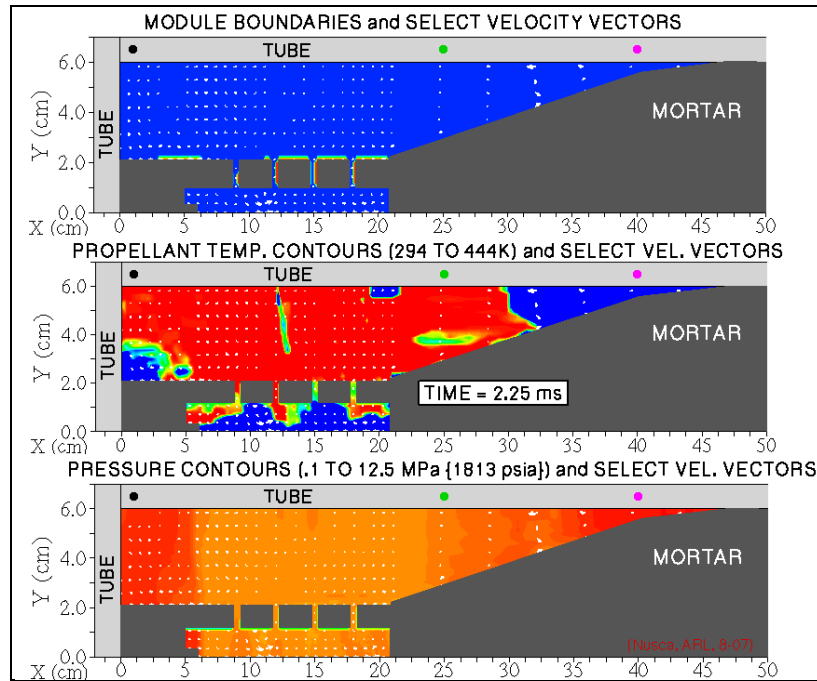 MODULE BOUNDARIES and SELECT VELOCITY VECTORS
TUBE
6.0
4.0
2.0
0.0
Y (cm)
TUBE
MORTAR
X (cm)
0 5 10 15 20 25 30 35 40 45 50
PROPELLANT TEMP. CONTOURS (294 TO 444K) and SELECT VEL. VECTORS
TUBE
6.0
4.0
2.0
0.0
Y (cm)
TUBE
MORTAR
TIME = 2.25 ms
X (cm)
0 5 10 15 20 25 30 35 40 45 50
PRESSURE CONTOURS (.1 TO 12.5 MPa {1813 psia}) and SELECT VEL. VECTORS
TUBE
6.0
4.0
2.0
0.0
Y (cm)
TUBE
MORTAR
(Nusca, ARL, 8-07)
X (cm)
0 5 10 15 20 25 30 35 40 45 50